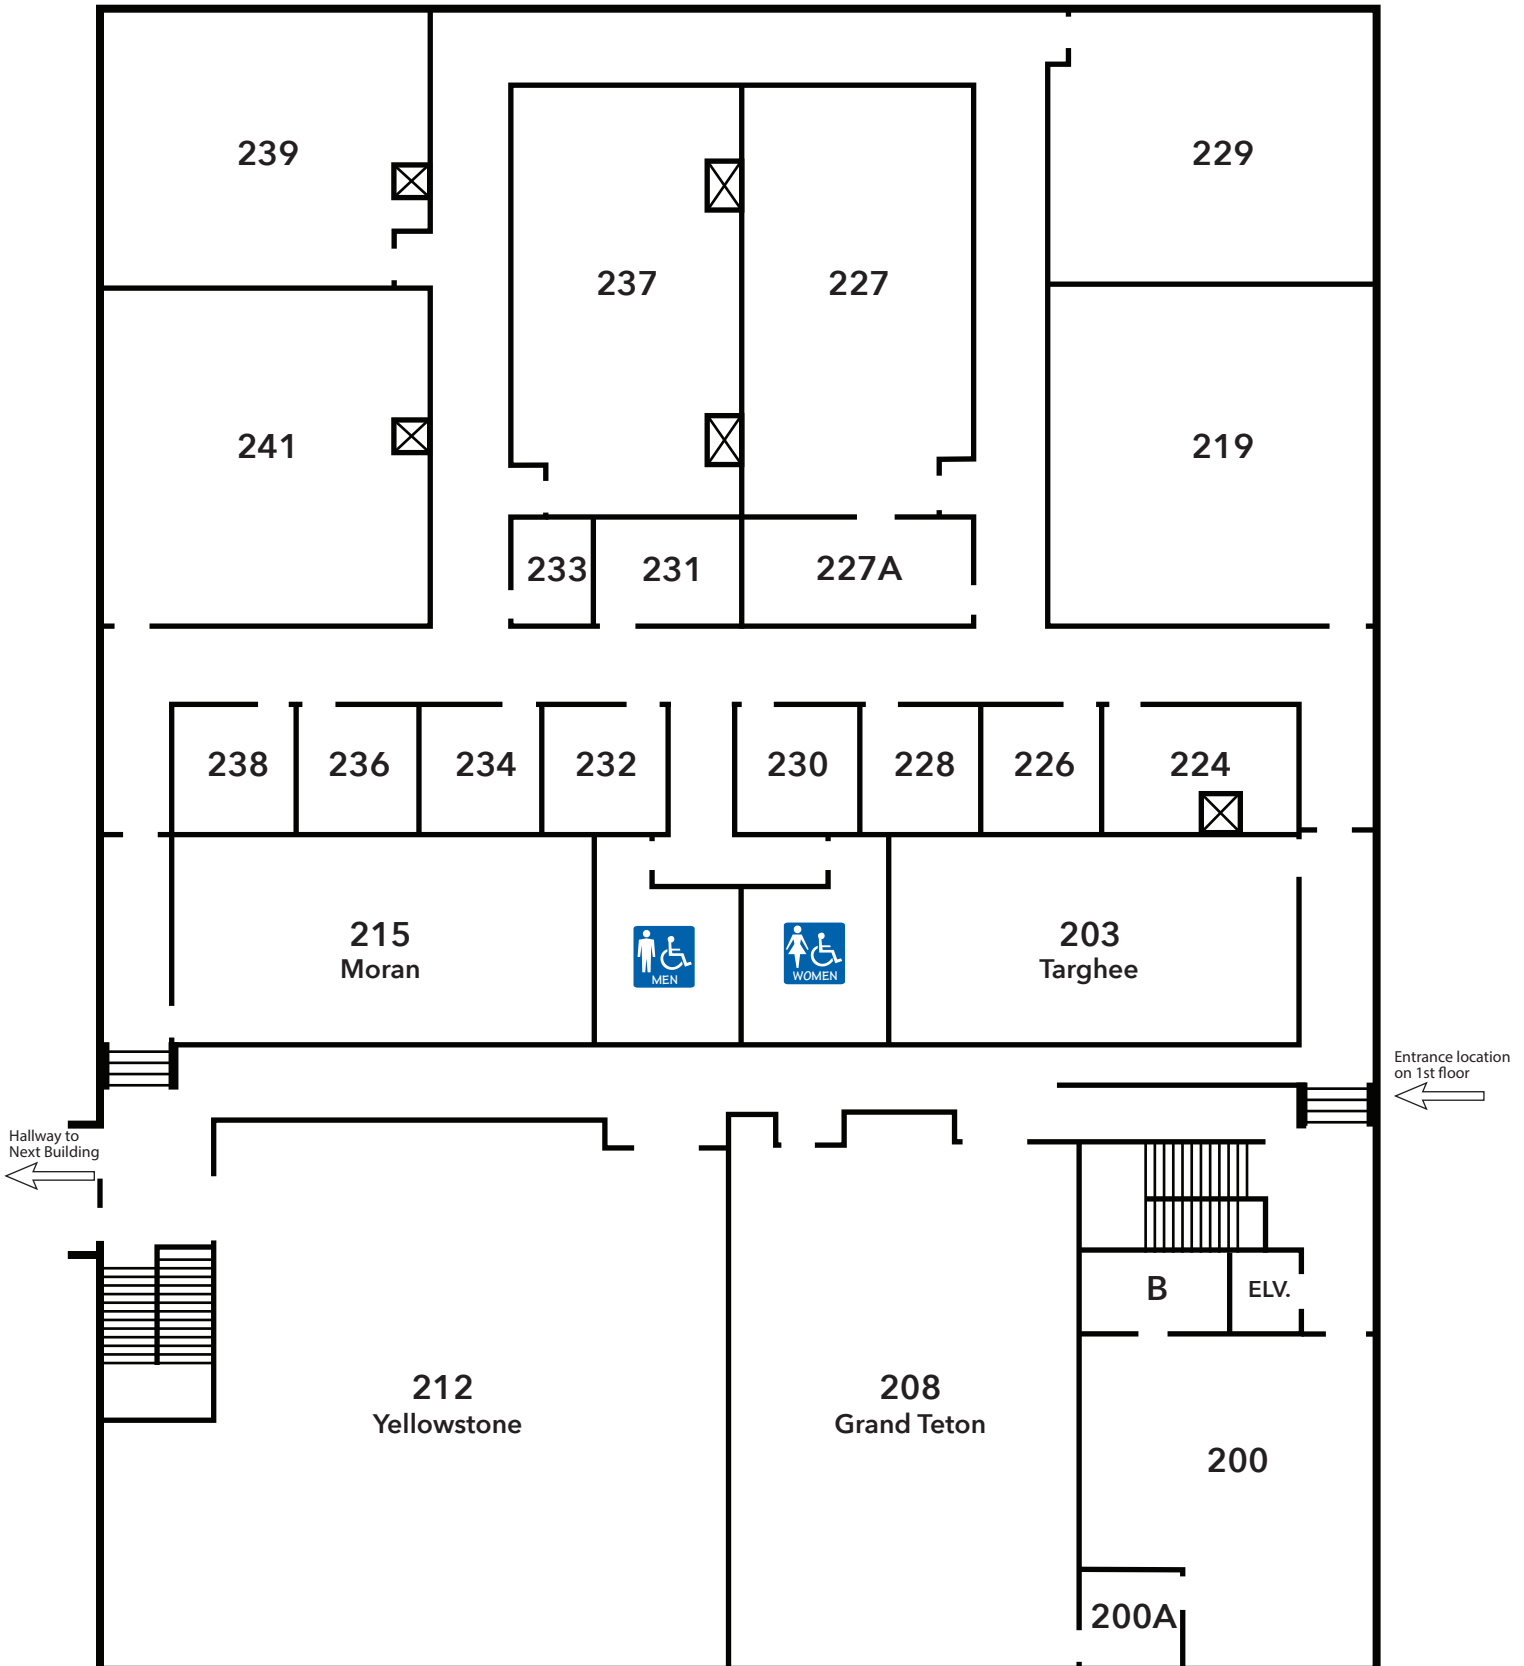 239
229
237
227
241
219
233
231
227A
238
236
234
232
230
228
226
224
215
Moran
MEN
WOMEN
203
Targhee
Entrance location
on 1st floor
Hallway to
Next Building
B
ELV.
212
Yellowstone
208
Grand Teton
200
200A